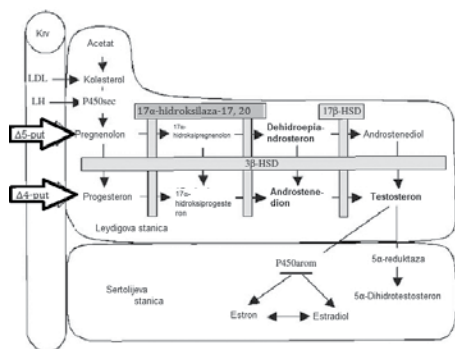 Krv
Acetat
LDL
Kolesterol
LH
P450scc
17α-hidroksilaza-17, 20
17β-HSD
Δ5-put
Pregnenolon
17α-hidroksipregnenolon
Dehidroepia
ndrosteron
Androstenediol
3β-HSD
Δ4-put
Progesteron
17α-hidroksiprogeste
ron
Androstene-
dion
Testosteron
Leydigova stanica
Sertolijeva
stanica
P450arom
5α-reduktaza
Estron
Estradiol
5α-Dihidrotestosteron